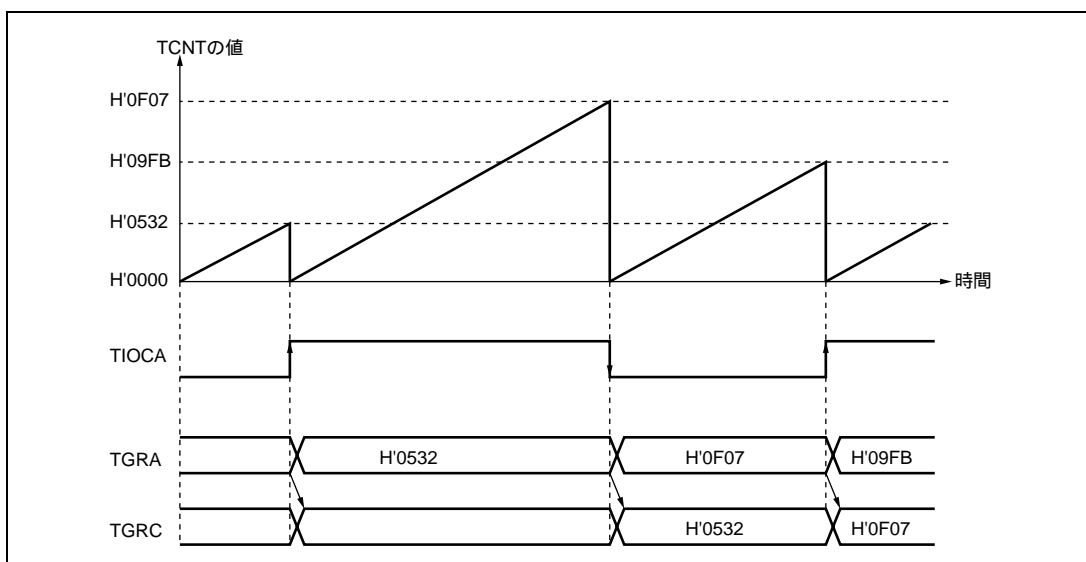 TCNTの値
H'0F07
H'09FB
H'0532
H'0000
時間
TIOCA
TGRA H'0532 H'0F07 H'09FB
TGRC H'0532 H'0F07